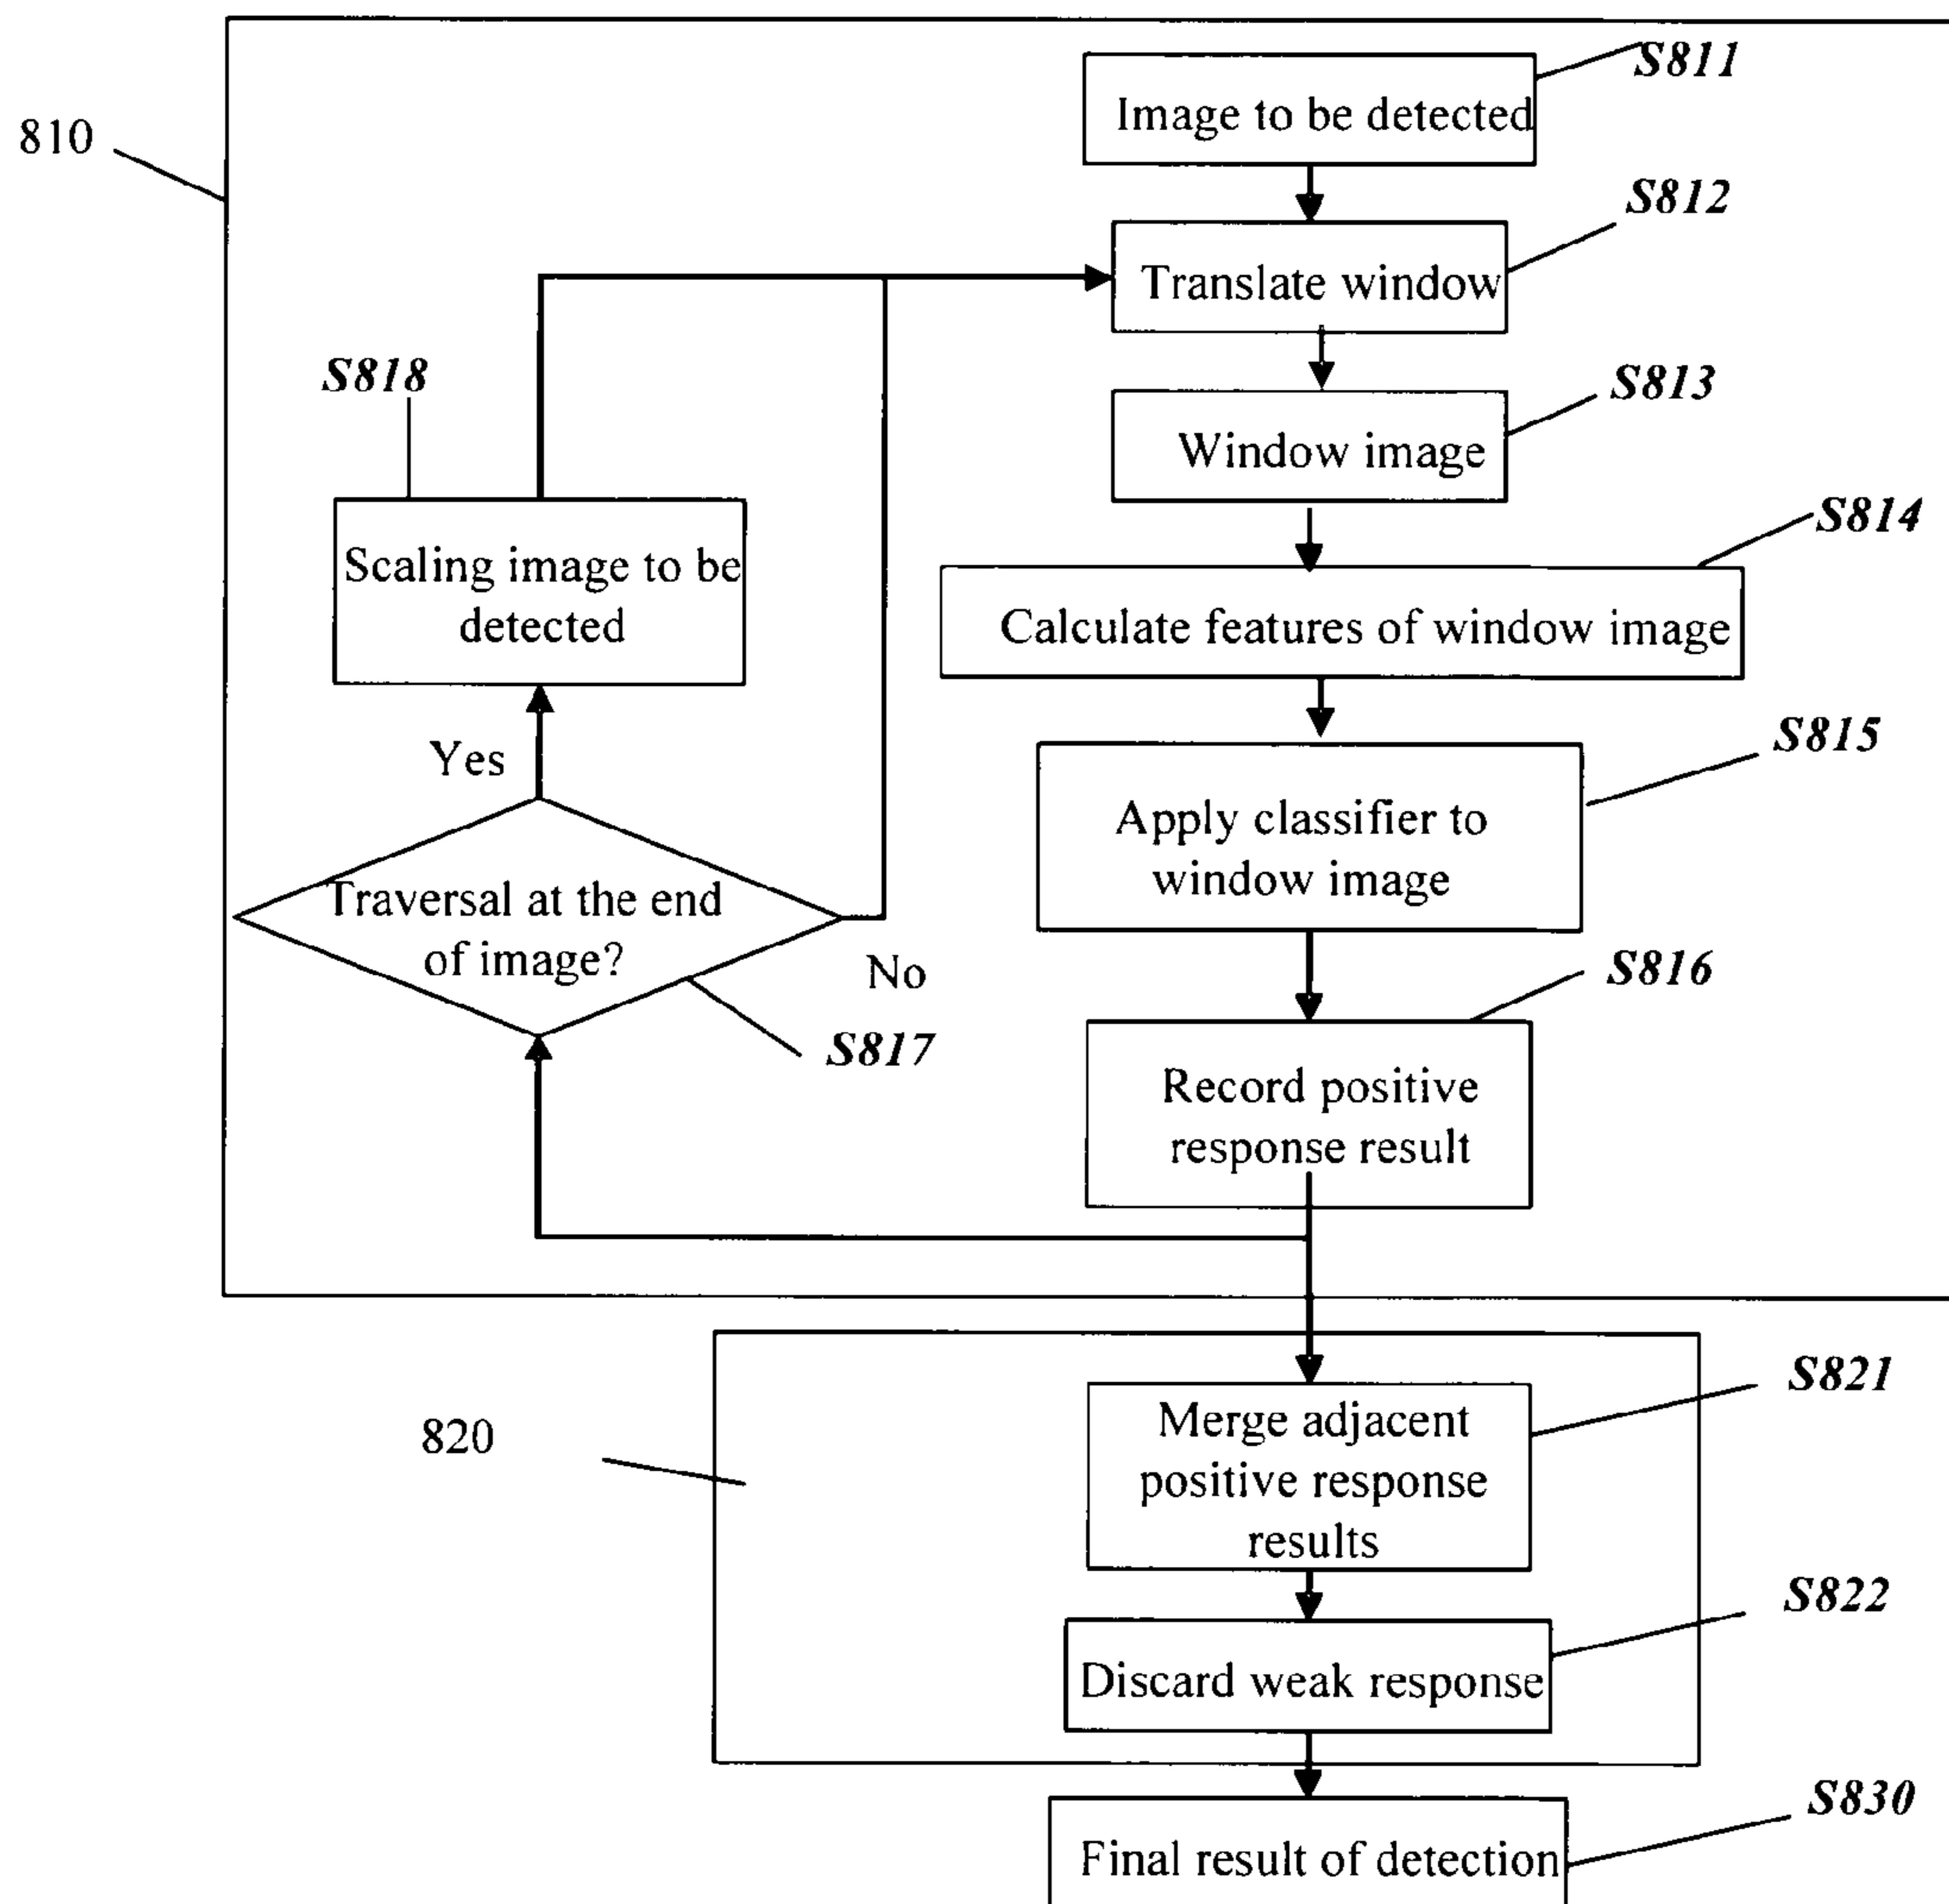 S811
Image to be detected
810
S812
Translate window
S818
S813
Window image
S814
Scaling image to be
detected
Calculate features of window image
S815
Yes
Apply classifier to
window image
Traversal at the end
of image?
No
S816
S817
Record positive
response result
S821
Merge adjacent
positive response
results
820
S822
Discard weak response
S830
Final result of detection